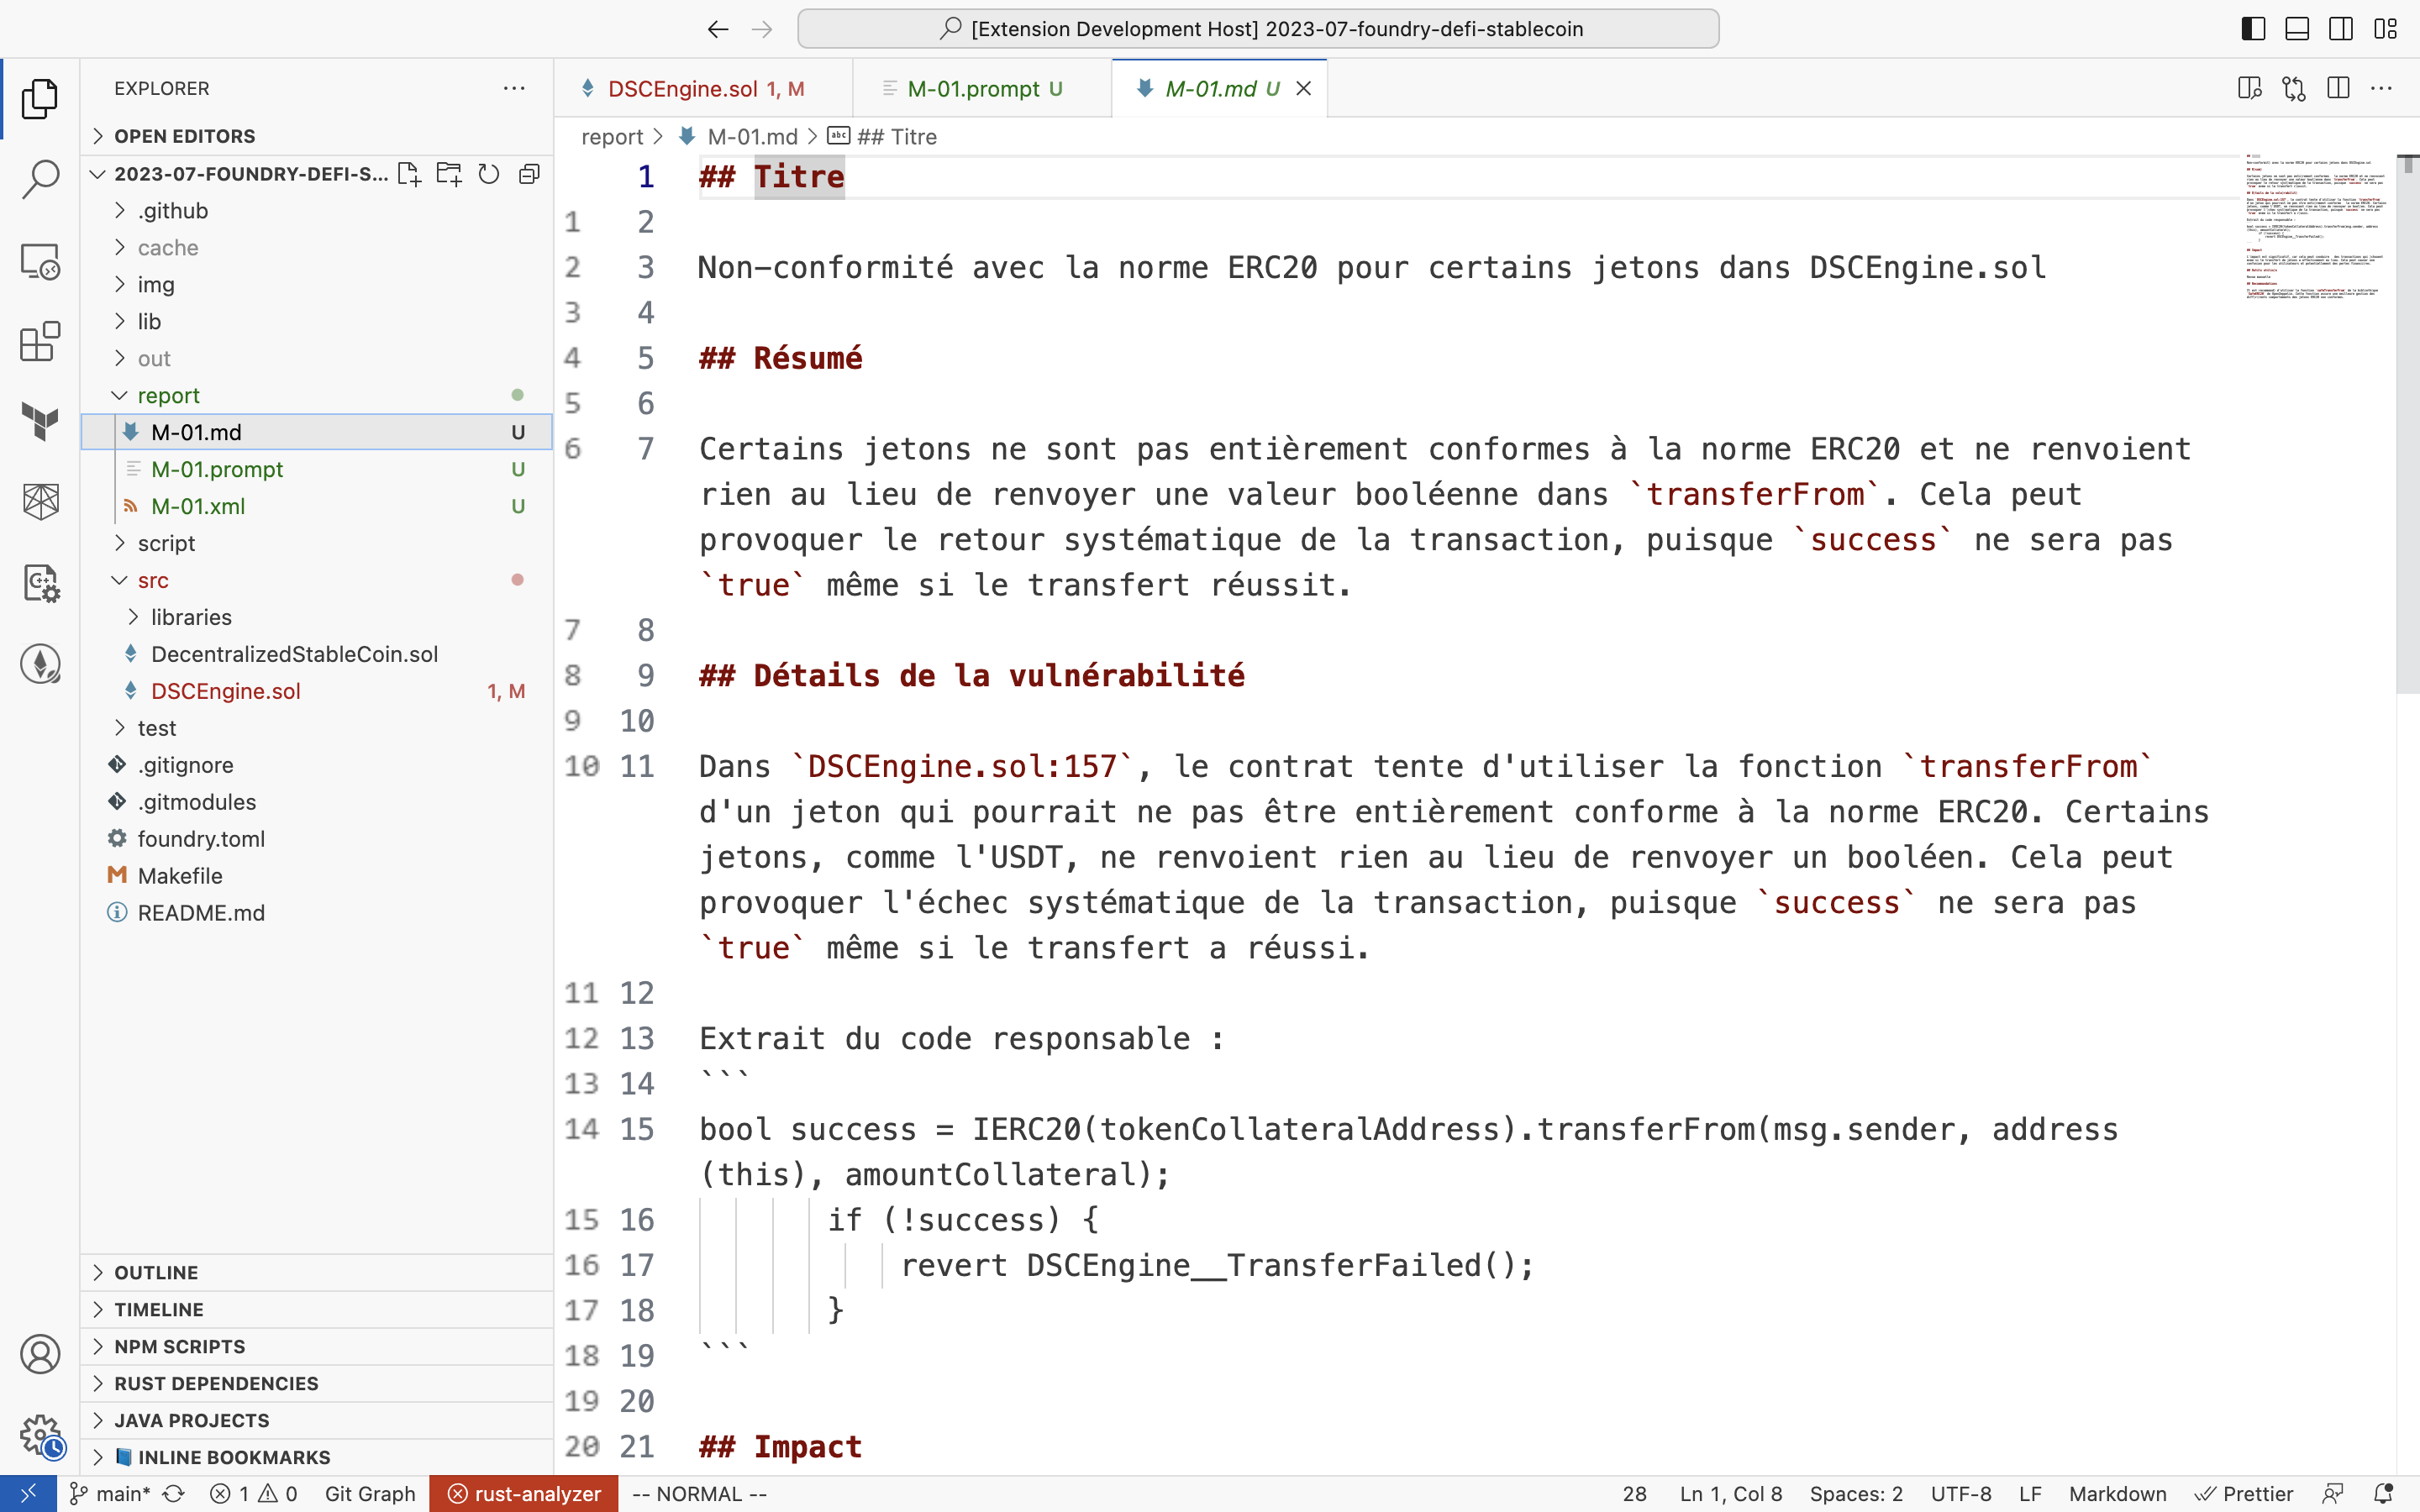 [Extension Development Host] 2023-07-foundry-defi-stablecoin
EXPLORER
OPEN EDITORS
2023-07-FOUNDRY-DEFI-S...
.github
cache
img
lib
out
report
M-01.md U
M-01.prompt U
M-01.xml U
script
src
libraries
DecentralizedStableCoin.sol
DSCEngine.sol 1, M
test
.gitignore
.gitmodules
foundry.toml
Makefile
README.md
OUTLINE
TIMELINE
NPM SCRIPTS
RUST DEPENDENCIES
JAVA PROJECTS
INLINE BOOKMARKS
DSCEngine.sol 1, M
M-01.prompt U
M-01.md U
report > M-01.md > abc ## Titre
1 ## Titre
1 2
2 3 Non-conformité avec la norme ERC20 pour certains jetons dans DSCEngine.sol
3 4
4 5 ## Résumé
5 6
6 7 Certains jetons ne sont pas entièrement conformes à la norme ERC20 et ne renvoient
rien au lieu de renvoyer une valeur booléenne dans `transferFrom`. Cela peut
provoquer le retour systématique de la transaction, puisque `success` ne sera pas
`true` même si le transfert réussit.
7 8
8 9 ## Détails de la vulnérabilité
9 10
10 11 Dans `DSCEngine.sol:157`, le contrat tente d'utiliser la fonction `transferFrom`
d'un jeton qui pourrait ne pas être entièrement conforme à la norme ERC20. Certains
jetons, comme l'USDT, ne renvoient rien au lieu de renvoyer un booléen. Cela peut
provoquer l'échec systématique de la transaction, puisque `success` ne sera pas
`true` même si le transfert a réussi.
11 12
12 13 Extrait du code responsable :
13 14 ```
14 15 bool success = IERC20(tokenCollateralAddress).transferFrom(msg.sender, address
(this), amountCollateral);
15 16 if (!success) {
16 17 revert DSCEngine__TransferFailed();
17 18 }
18 19 ```
19 20
20 21 ## Impact
main* 1 0 Git Graph rust-analyzer -- NORMAL -- 28 Ln 1, Col 8 Spaces: 2 UTF-8 LF Markdown Prettier